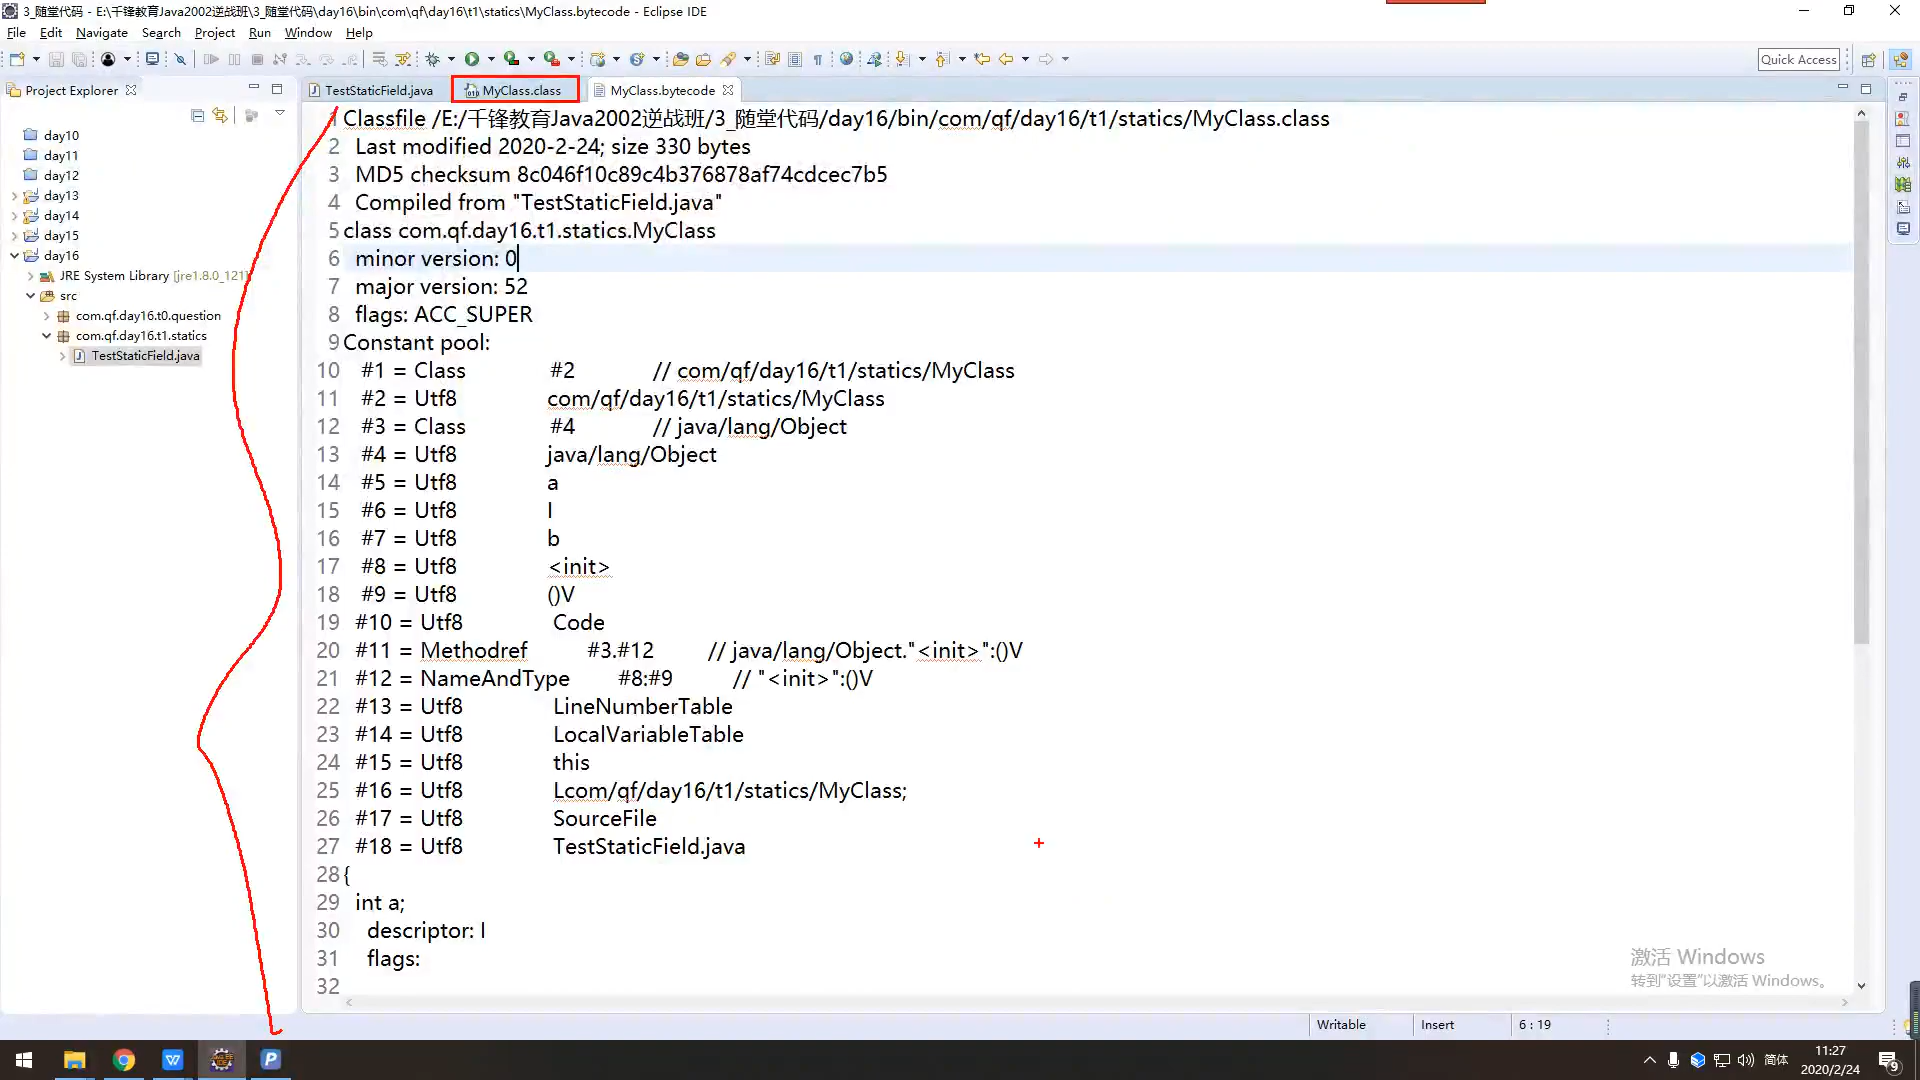 3_随堂代码 - E:\千锋教育Java2002逆战班\3_随堂代码\day16\bin\com\qf\day16\t1\statics\MyClass.bytecode - Eclipse IDE
File Edit Navigate Search Project Run Window Help
Quick Access
Project Explorer
TestStaticField.java
MyClass.class
MyClass.bytecode
day10
day11
day12
day13
day14
day15
day16
JRE System Library [jre1.8.0_121]
src
com.qf.day16.t0.question
com.qf.day16.t1.statics
TestStaticField.java
1 Classfile /E:/千锋教育Java2002逆战班/3_随堂代码/day16/bin/com/qf/day16/t1/statics/MyClass.class
2 Last modified 2020-2-24; size 330 bytes
3 MD5 checksum 8c046f10c89c4b376878af74cdcec7b5
4 Compiled from "TestStaticField.java"
5 class com.qf.day16.t1.statics.MyClass
6 minor version: 0
7 major version: 52
8 flags: ACC_SUPER
9 Constant pool:
10 #1 = Class #2 // com/qf/day16/t1/statics/MyClass
11 #2 = Utf8 com/qf/day16/t1/statics/MyClass
12 #3 = Class #4 // java/lang/Object
13 #4 = Utf8 java/lang/Object
14 #5 = Utf8 a
15 #6 = Utf8 I
16 #7 = Utf8 b
17 #8 = Utf8 <init>
18 #9 = Utf8 ()V
19 #10 = Utf8 Code
20 #11 = Methodref #3.#12 // java/lang/Object."<init>":()V
21 #12 = NameAndType #8:#9 // "<init>":()V
22 #13 = Utf8 LineNumberTable
23 #14 = Utf8 LocalVariableTable
24 #15 = Utf8 this
25 #16 = Utf8 Lcom/qf/day16/t1/statics/MyClass;
26 #17 = Utf8 SourceFile
27 #18 = Utf8 TestStaticField.java
28 {
29 int a;
30 descriptor: I
31 flags:
32
激活 Windows
转到“设置”以激活 Windows。
Writable Insert 6 : 19
简体
11:27
2020/2/24
9